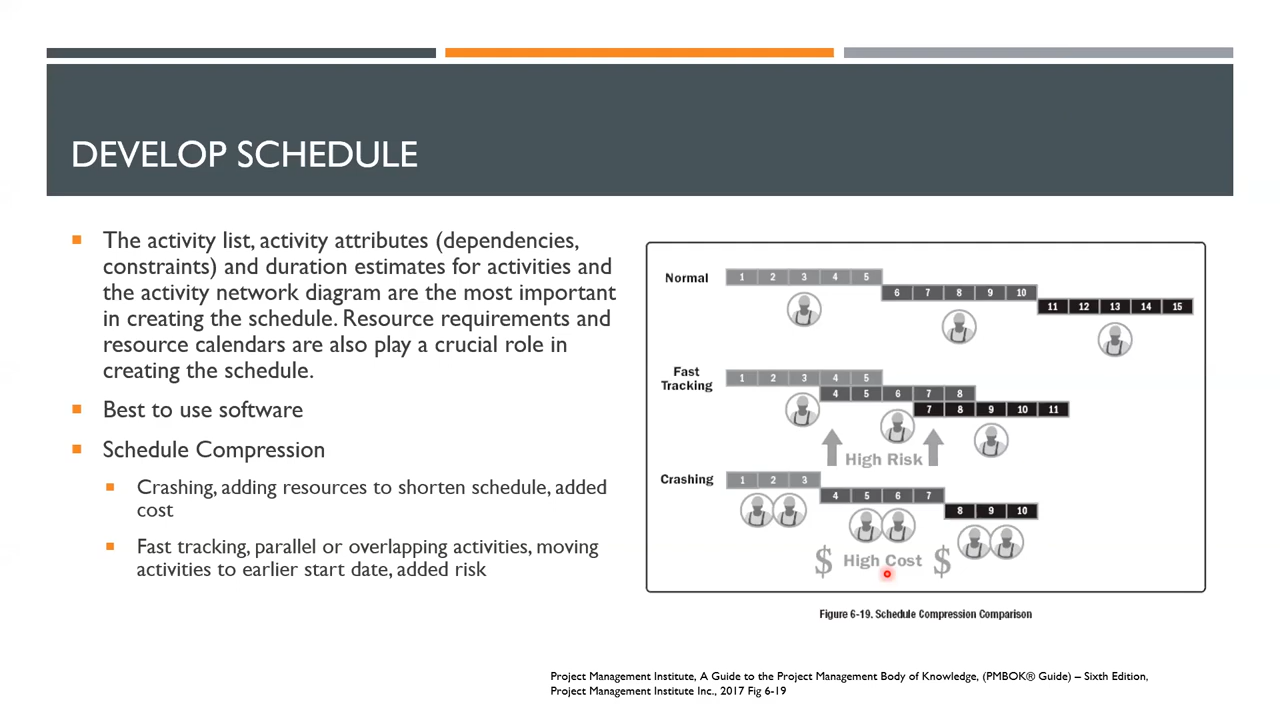 DEVELOP SCHEDULE
The activity list, activity attributes (dependencies,
constraints) and duration estimates for activities and
the activity network diagram are the most important
in creating the schedule. Resource requirements and
resource calendars are also play a crucial role in
creating the schedule.
Best to use software
Schedule Compression
Crashing, adding resources to shorten schedule, added
cost
Fast tracking, parallel or overlapping activities, moving
activities to earlier start date, added risk
Normal
1 2 3 4 5
6 7 8 9 10
11 12 13 14 15
Fast
Tracking
1 2 3 4 5
4 5 6 7 8
7 8 9 10 11
High Risk
Crashing
1 2 3
4 5 6 7
8 9 10
$ High Cost $
Figure 6-19. Schedule Compression Comparison
Project Management Institute, A Guide to the Project Management Body of Knowledge, (PMBOK® Guide) – Sixth Edition,
Project Management Institute Inc., 2017 Fig 6-19